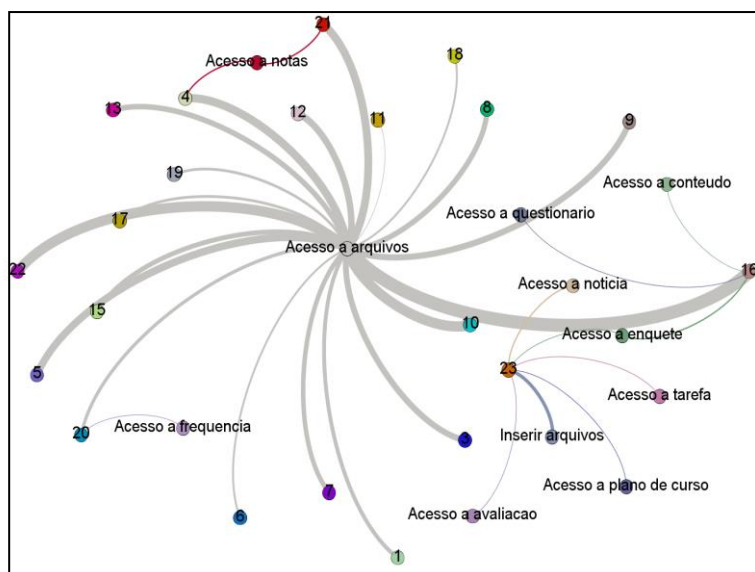 21
18
Acesso a notas
4
13
12
11
8
9
19
Acesso a conteudo
17
Acesso a questionario
Acesso a arquivos
22
16
Acesso a noticia
15
10
Acesso a enquete
5
23
Acesso a tarefa
20
Acesso a frequencia
3
Inserir arquivos
7
Acesso a plano de curso
6
Acesso a avaliacao
1